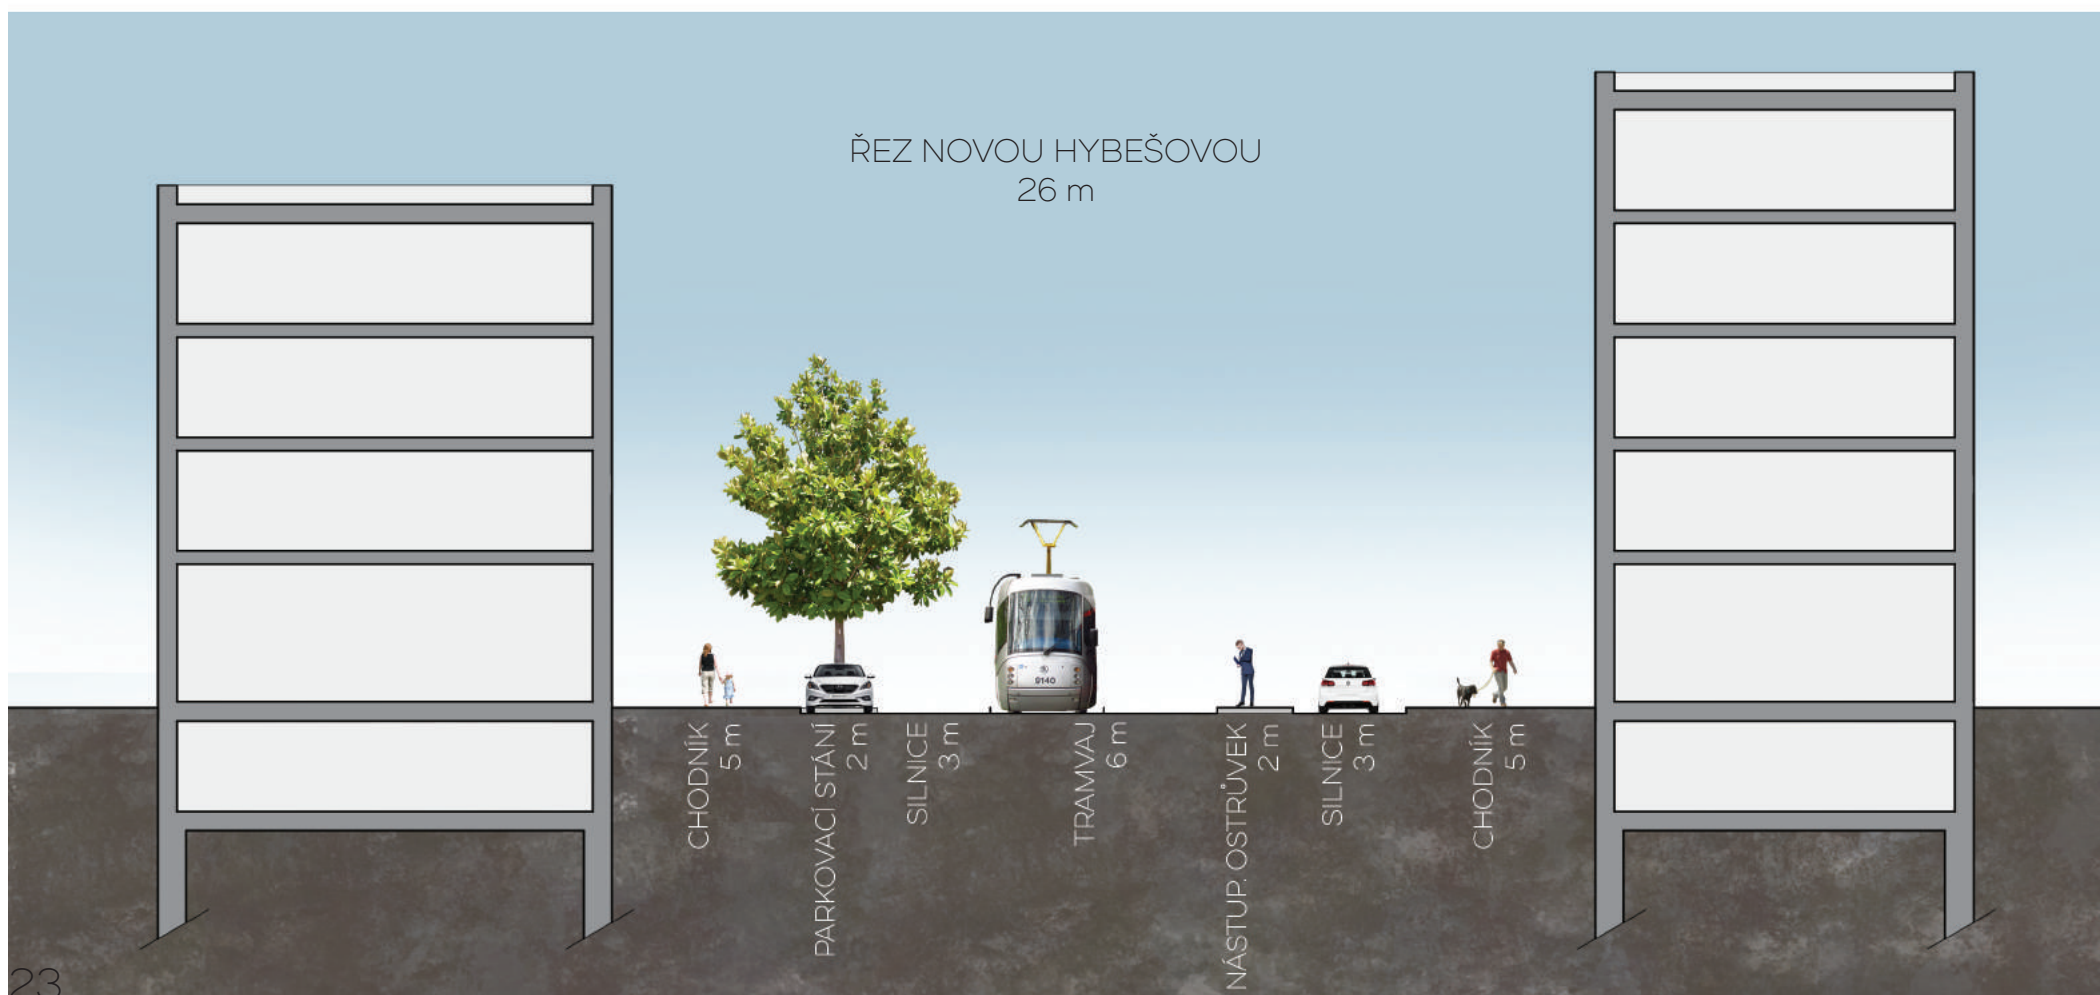 ŘEZ NOVOU HYBEŠOVOU
26 m
9140
CHODNÍK
5 m
PARKOVACÍ STÁNÍ
2 m
SILNICE
3 m
TRAMVAJ
6 m
NÁSTUP. OSTRŮVEK
2 m
SILNICE
3 m
CHODNÍK
5 m
23